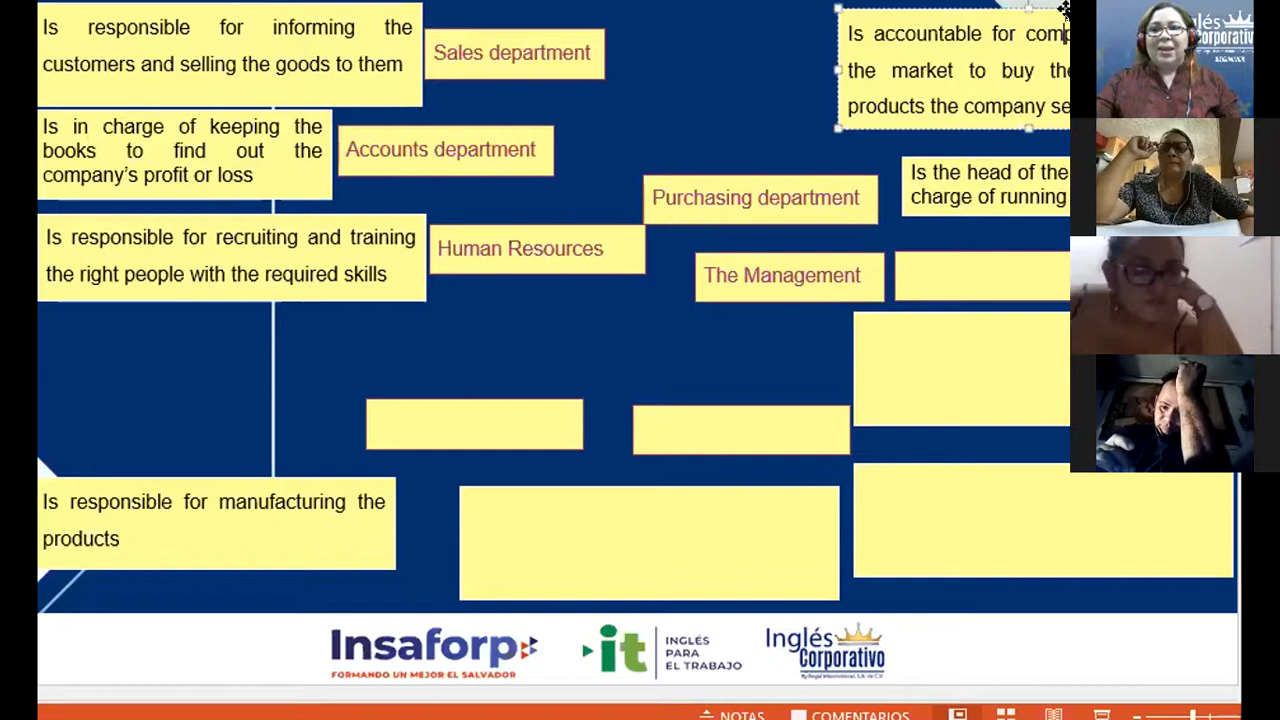 Is responsible for informing the
customers and selling the goods to them
Sales department
Is accountable for comp
the market to buy the
products the company se
Is in charge of keeping the
books to find out the
company's profit or loss
Accounts department
Purchasing department
Is the head of the
charge of running
Is responsible for recruiting and training
the right people with the required skills
Human Resources
The Management
Is responsible for manufacturing the
products
Insaforp
FORMANDO UN MEJOR EL SALVADOR
it
INGLÉS
PARA
EL TRABAJO
Inglés
Corporativo
NOTAS
COMENTARIOS
glés
Corporativo